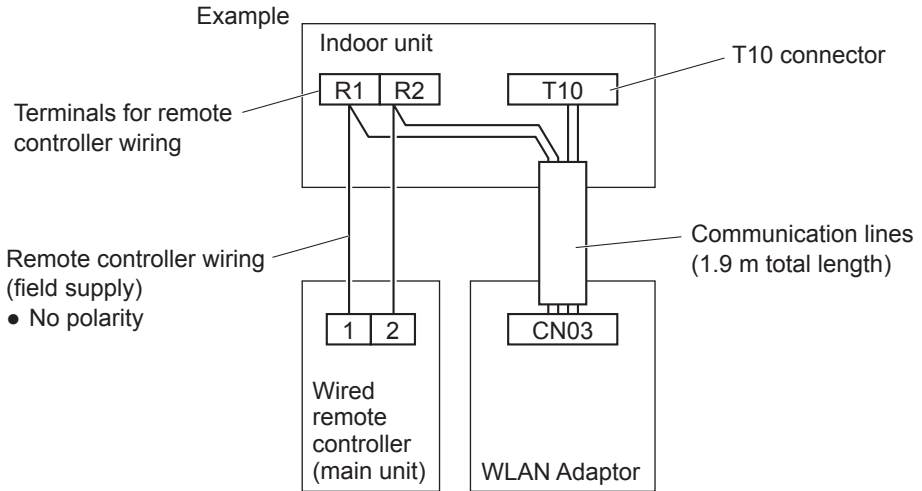 Example
Indoor unit
T10 connector
R1 R2
T10
Terminals for remote
controller wiring
Communication lines
(1.9 m total length)
Remote controller wiring
(field supply)
● No polarity
1 2
CN03
Wired
remote
controller
(main unit)
WLAN Adaptor